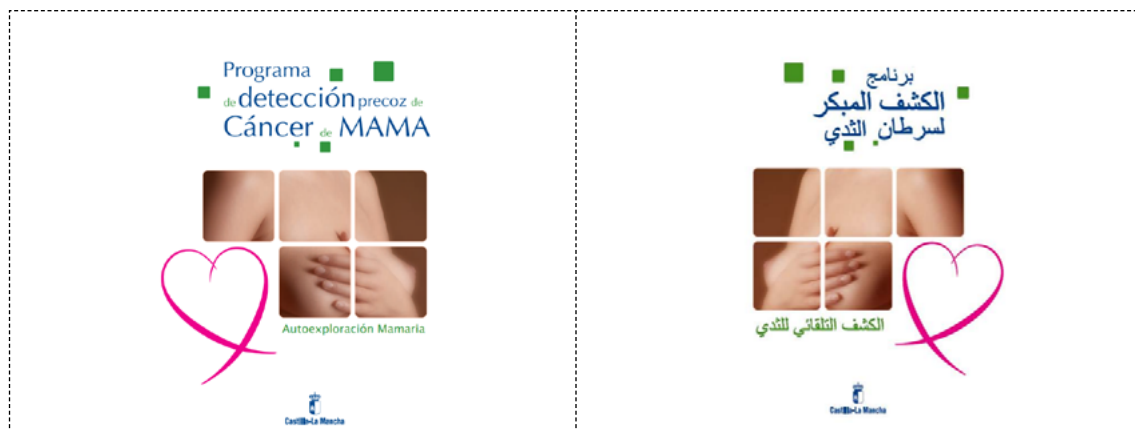 Programa
de detección precoz de
Cáncer de MAMA
Autoexploración Mamaria
Castilla-La Mancha
برنامج
الكشف المبكر
لسرطان الثدي
الكشف التلقائي للثدي
Castilla-La Mancha